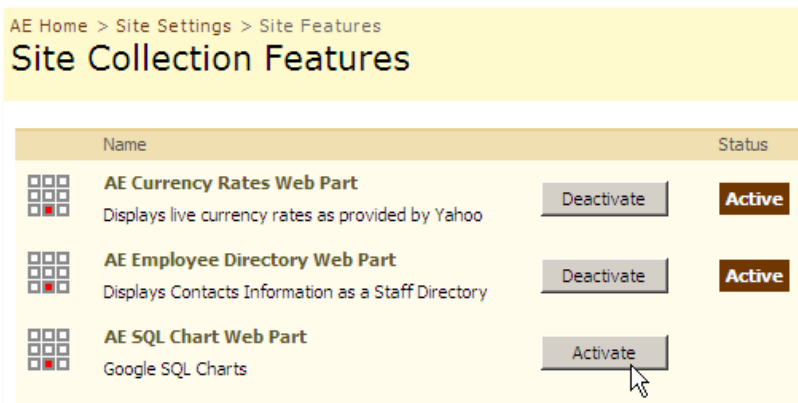 AE Home > Site Settings > Site Features
Site Collection Features
Name Status
AE Currency Rates Web Part
Displays live currency rates as provided by Yahoo
Deactivate
Active
AE Employee Directory Web Part
Displays Contacts Information as a Staff Directory
Deactivate
Active
AE SQL Chart Web Part
Google SQL Charts
Activate